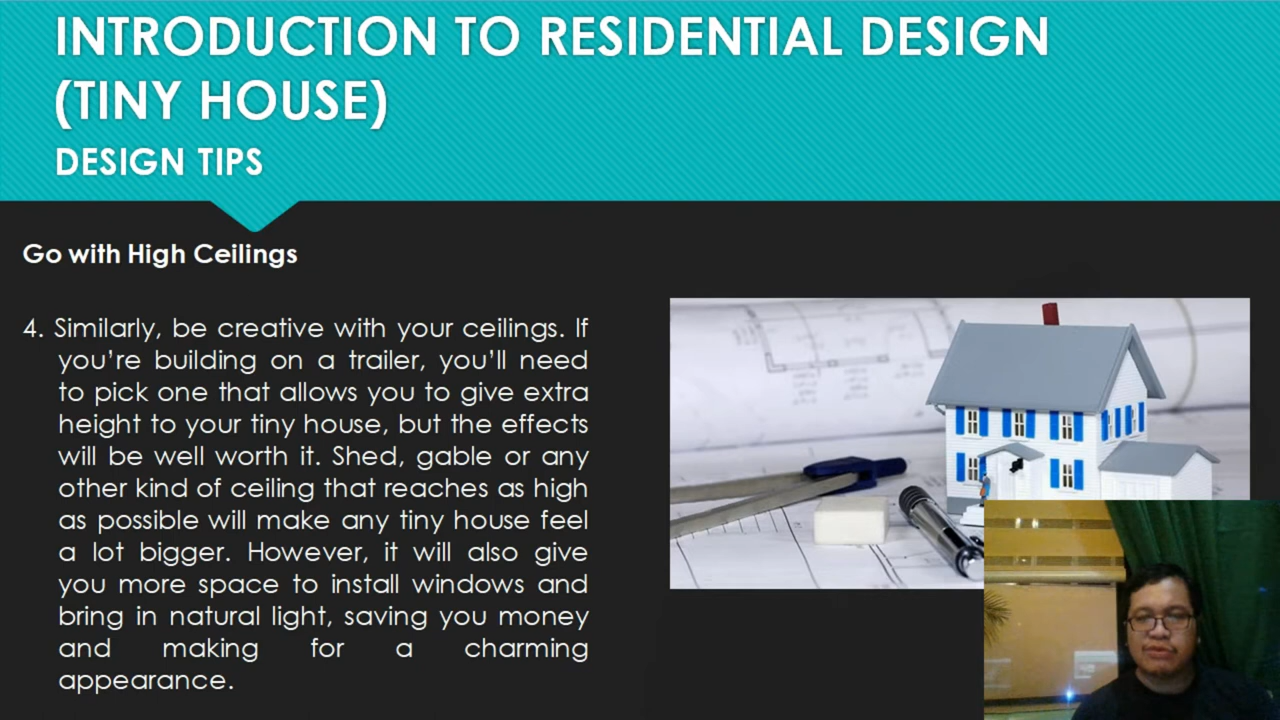 INTRODUCTION TO RESIDENTIAL DESIGN
(TINY HOUSE)
DESIGN TIPS
Go with High Ceilings
4. Similarly, be creative with your ceilings. If
you’re building on a trailer, you’ll need
to pick one that allows you to give extra
height to your tiny house, but the effects
will be well worth it. Shed, gable or any
other kind of ceiling that reaches as high
as possible will make any tiny house feel
a lot bigger. However, it will also give
you more space to install windows and
bring in natural light, saving you money
and making for a charming
appearance.